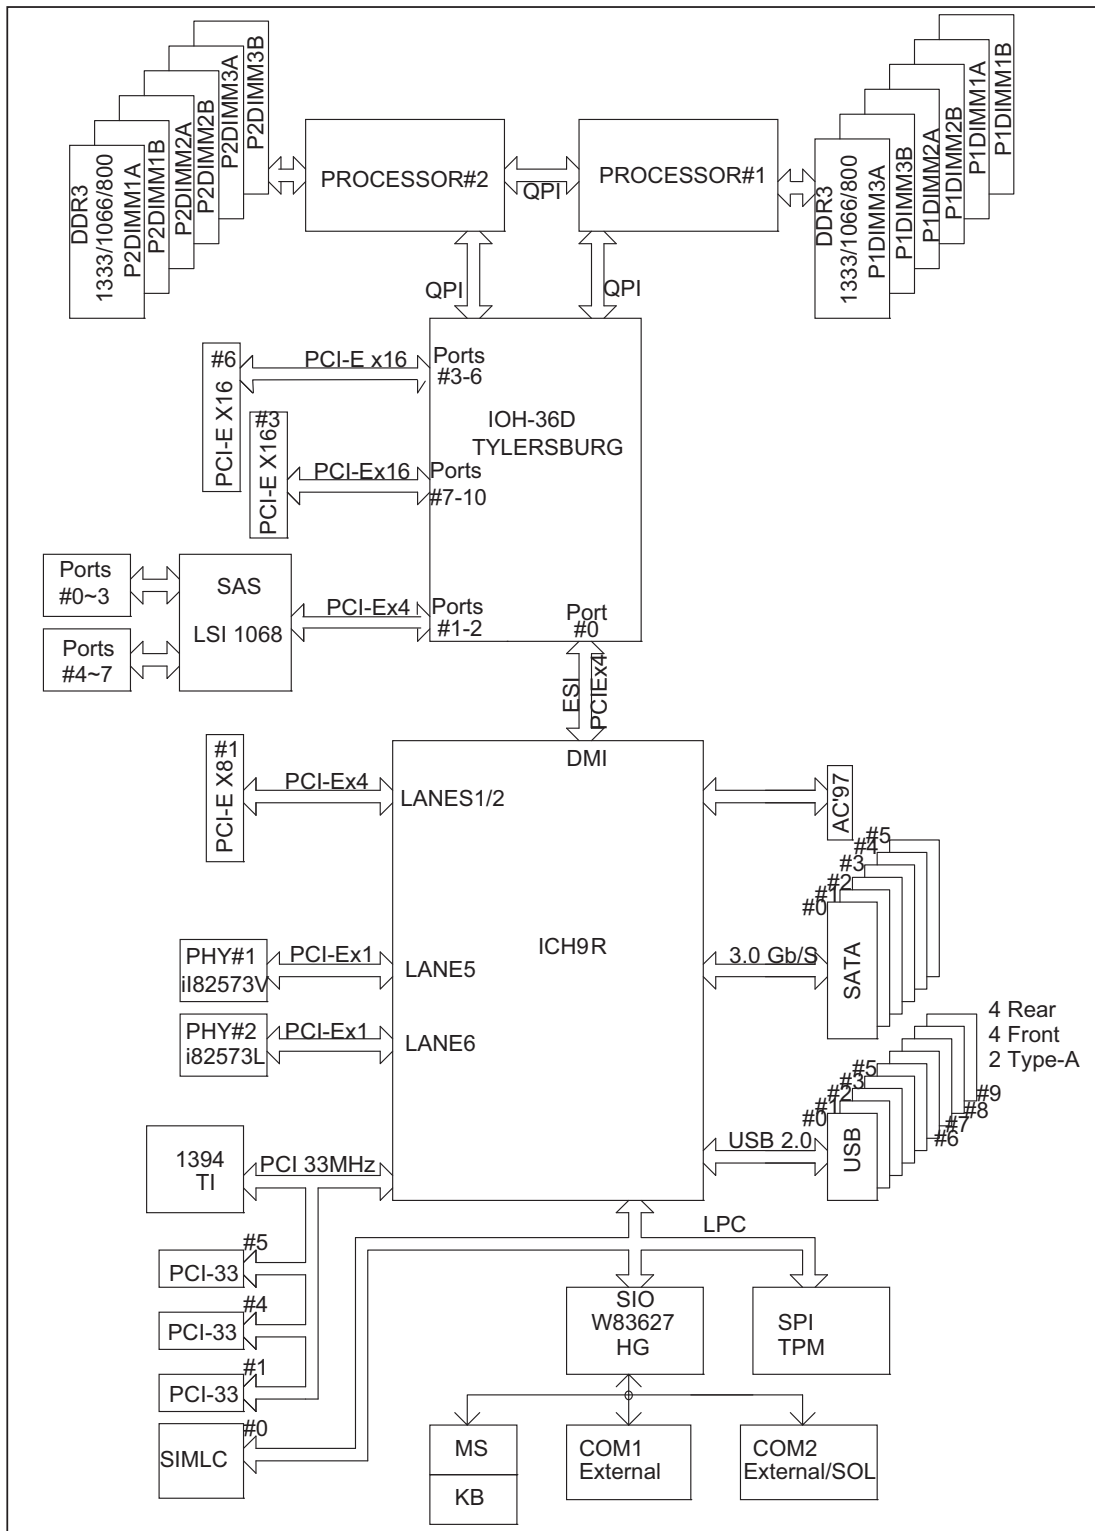 DDR3
1333/1066/800
P2DIMM1A
P2DIMM1B
P2DIMM2A
P2DIMM2B
P2DIMM3A
P2DIMM3B
PROCESSOR#2
QPI
PROCESSOR#1
DDR3
1333/1066/800
P1DIMM3A
P1DIMM3B
P1DIMM2A
P1DIMM2B
P1DIMM1A
P1DIMM1B
QPI
QPI
#6
PCI-E X16
PCI-E x16
Ports
#3-6
IOH-36D
TYLERSBURG
#3
PCI-E X16
PCI-Ex16
Ports
#7-10
Ports
#0~3
Ports
#4~7
SAS
LSI 1068
PCI-Ex4
Ports
#1-2
Port
#0
ESI
PCIEx4
DMI
#1
PCI-E X8
PCI-Ex4
LANES1/2
AC'97
ICH9R
PHY#1
iI82573V
PCI-Ex1
LANE5
PHY#2
i82573L
PCI-Ex1
LANE6
3.0 Gb/S
#0
#1
#2
#3
#4
#5
SATA
4 Rear
4 Front
2 Type-A
USB 2.0
#0
#1
#2
#3
#5
USB
#6
#7
#8
#9
1394
TI
PCI 33MHz
LPC
#5
PCI-33
#4
PCI-33
#1
PCI-33
#0
SIMLC
SIO
W83627
HG
SPI
TPM
MS
KB
COM1
External
COM2
External/SOL